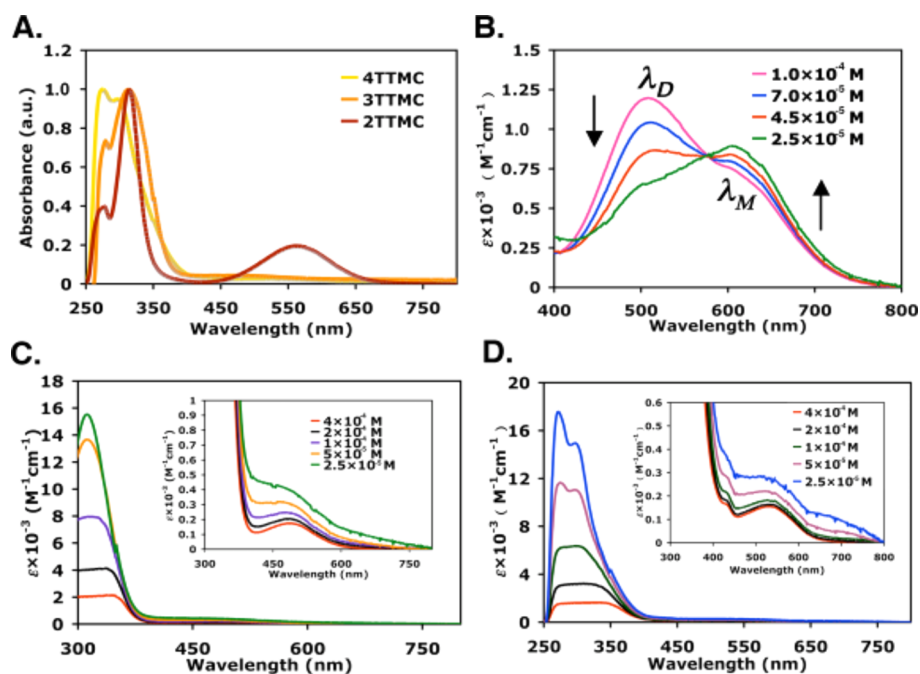 A.
1.2
1.0
0.8
0.6
0.4
0.2
0
Absorbance (a.u.)
4TTMC
3TTMC
2TTMC
250 350 450 550 650 750
Wavelength (nm)
B.
1.5
1.25
1.0
0.75
0.5
0.25
0
ε×10⁻³ ( M⁻¹cm⁻¹)
λD
λM
1.0×10⁻⁴ M
7.0×10⁻⁵ M
4.5×10⁻⁵ M
2.5×10⁻⁵ M
400 500 600 700 800
Wavelength (nm)
C.
18
16
14
12
10
8
6
4
2
0
ε×10⁻³ (M⁻¹cm⁻¹)
1
0.9
0.8
0.7
0.6
0.5
0.4
0.3
0.2
0.1
0
ε×10⁻³ (M⁻¹cm⁻¹)
4×10⁻⁴ M
2×10⁻⁴ M
1×10⁻⁴ M
5×10⁻⁵ M
2.5×10⁻⁵ M
300 450 600 750
Wavelength (nm)
300 450 600 750
Wavelength (nm)
D.
20
16
12
8
4
0
ε×10⁻³ ( M⁻¹cm⁻¹)
0.6
0.5
0.4
0.3
0.2
0.1
0
ε×10⁻³ ( M⁻¹cm⁻¹)
4×10⁻⁴ M
2×10⁻⁴ M
1×10⁻⁴ M
5×10⁻⁵ M
2.5×10⁻⁵ M
300 400 500 600 700 800
Wavelength (nm)
250 350 450 550 650 750
Wavelength (nm)